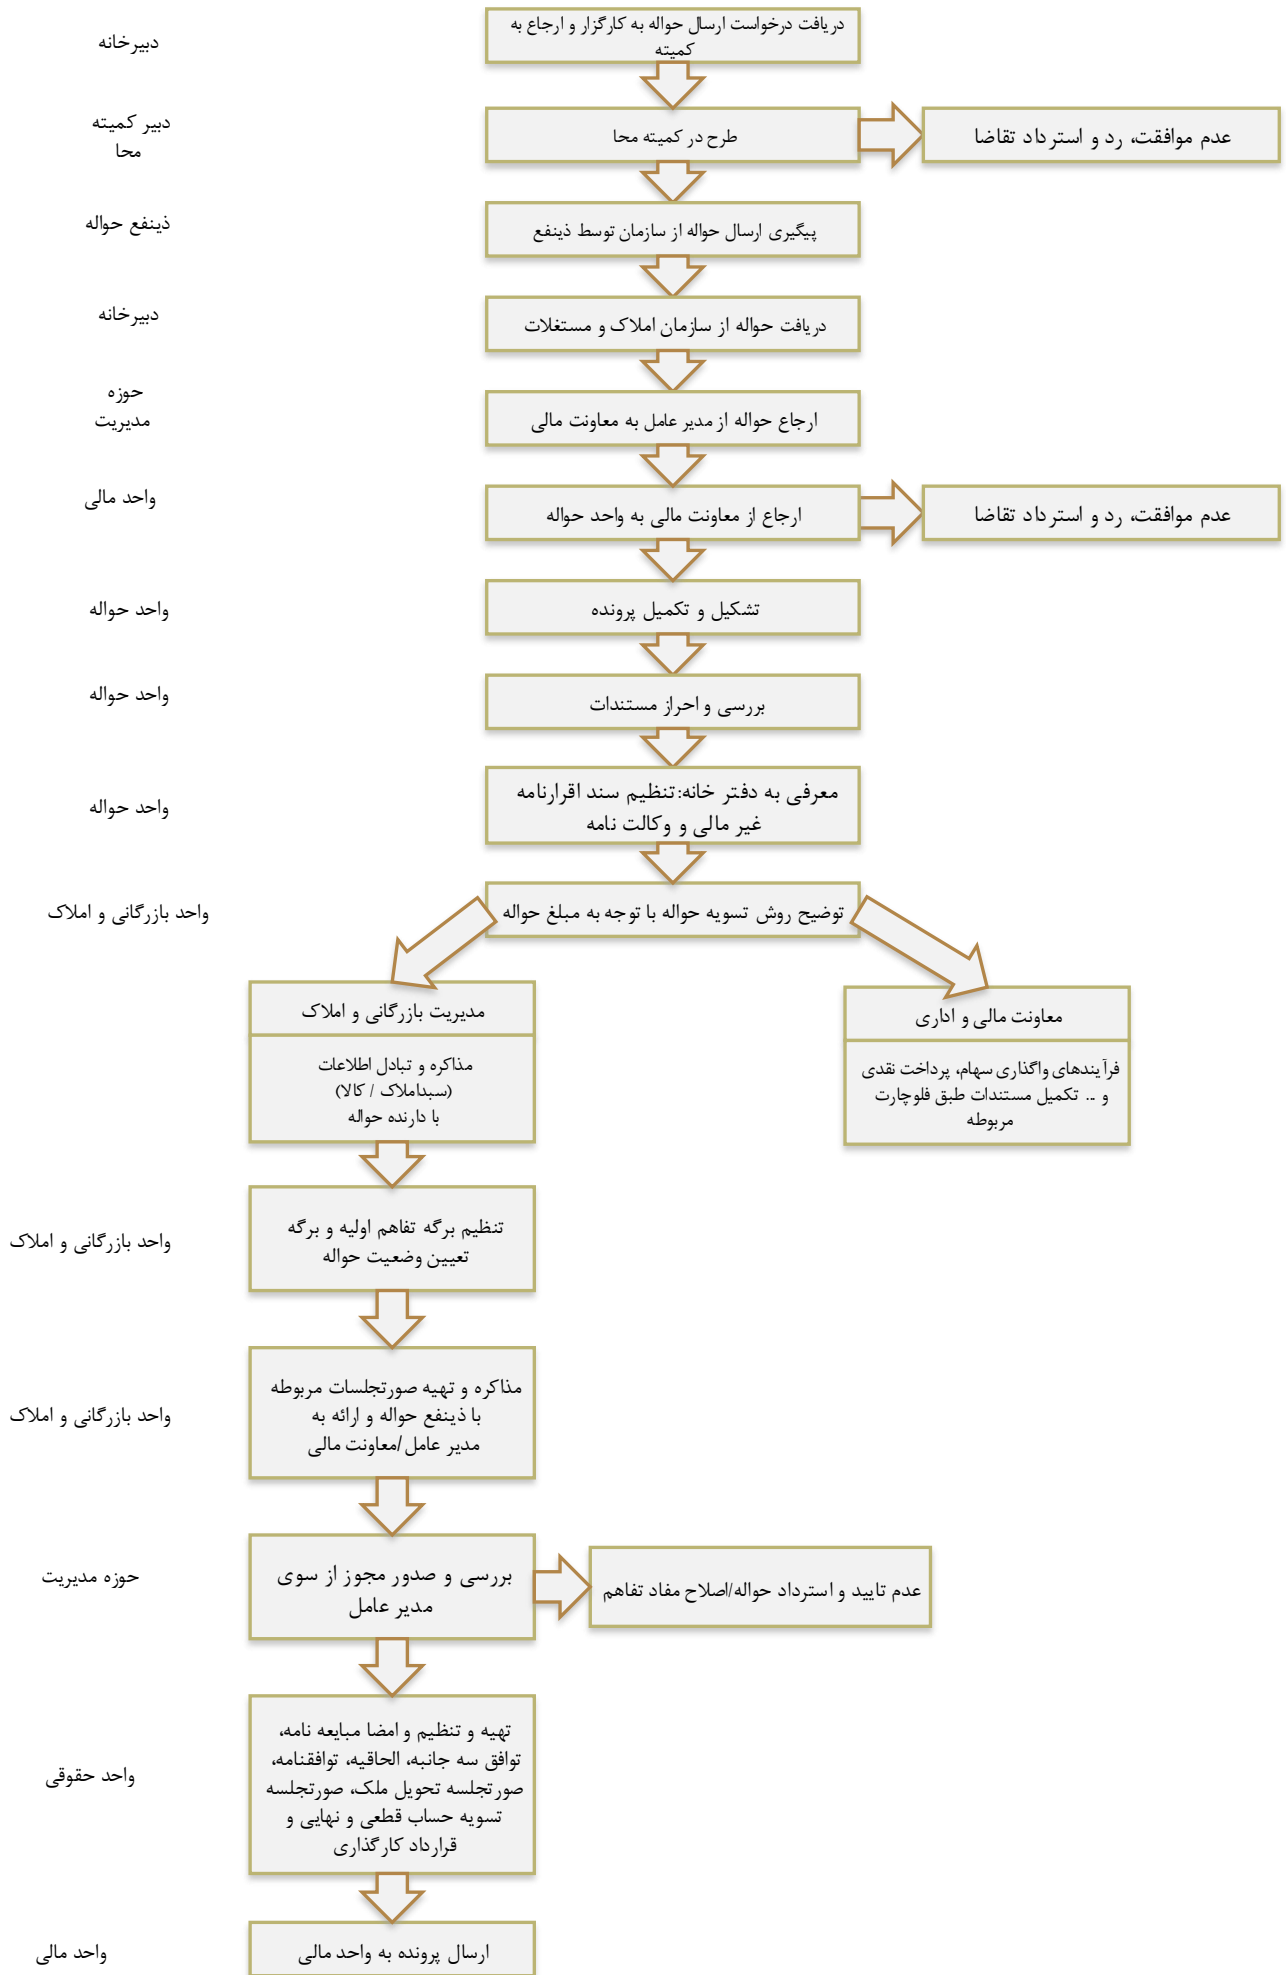 دبیرخانه
دریافت درخواست ارسال حواله به کارگزار و ارجاع به
کمیته
دبیر کمیته
محا
طرح در کمیته محا
عدم موافقت، رد و استرداد تقاضا
ذینفع حواله
پیگیری ارسال حواله از سازمان توسط ذینفع
دبیرخانه
دریافت حواله از سازمان املاک و مستغلات
حوزه
مدیریت
ارجاع حواله از مدیر عامل به معاونت مالی
واحد مالی
ارجاع از معاونت مالی به واحد حواله
عدم موافقت، رد و استرداد تقاضا
واحد حواله
تشکیل و تکمیل پرونده
واحد حواله
بررسی و احراز مستندات
واحد حواله
معرفی به دفتر خانه:تنظیم سند اقرارنامه
غیر مالی و وکالت نامه
واحد بازرگانی و املاک
توضیح روش تسویه حواله با توجه به مبلغ حواله
معاونت مالی و اداری
فرآیندهای واگذاری سهام، پرداخت نقدی
و ... تکمیل مستندات طبق فلوچارت
مربوطه
مدیریت بازرگانی و املاک
مذاکره و تبادل اطلاعات
(سبداملاک / کالا)
با دارنده حواله
واحد بازرگانی و املاک
تنظیم برگه تفاهم اولیه و برگه
تعیین وضعیت حواله
واحد بازرگانی و املاک
مذاکره و تهیه صورتجلسات مربوطه
با ذینفع حواله و ارائه به
مدیر عامل/معاونت مالی
حوزه مدیریت
بررسی و صدور مجوز از سوی
مدیر عامل
عدم تایید و استرداد حواله/اصلاح مفاد تفاهم
واحد حقوقی
تهیه و تنظیم و امضا مبایعه نامه،
توافق سه جانبه، الحاقیه، توافقنامه،
صورتجلسه تحویل ملک، صورتجلسه
تسویه حساب قطعی و نهایی و
قرارداد کارگذاری
واحد مالی
ارسال پرونده به واحد مالی